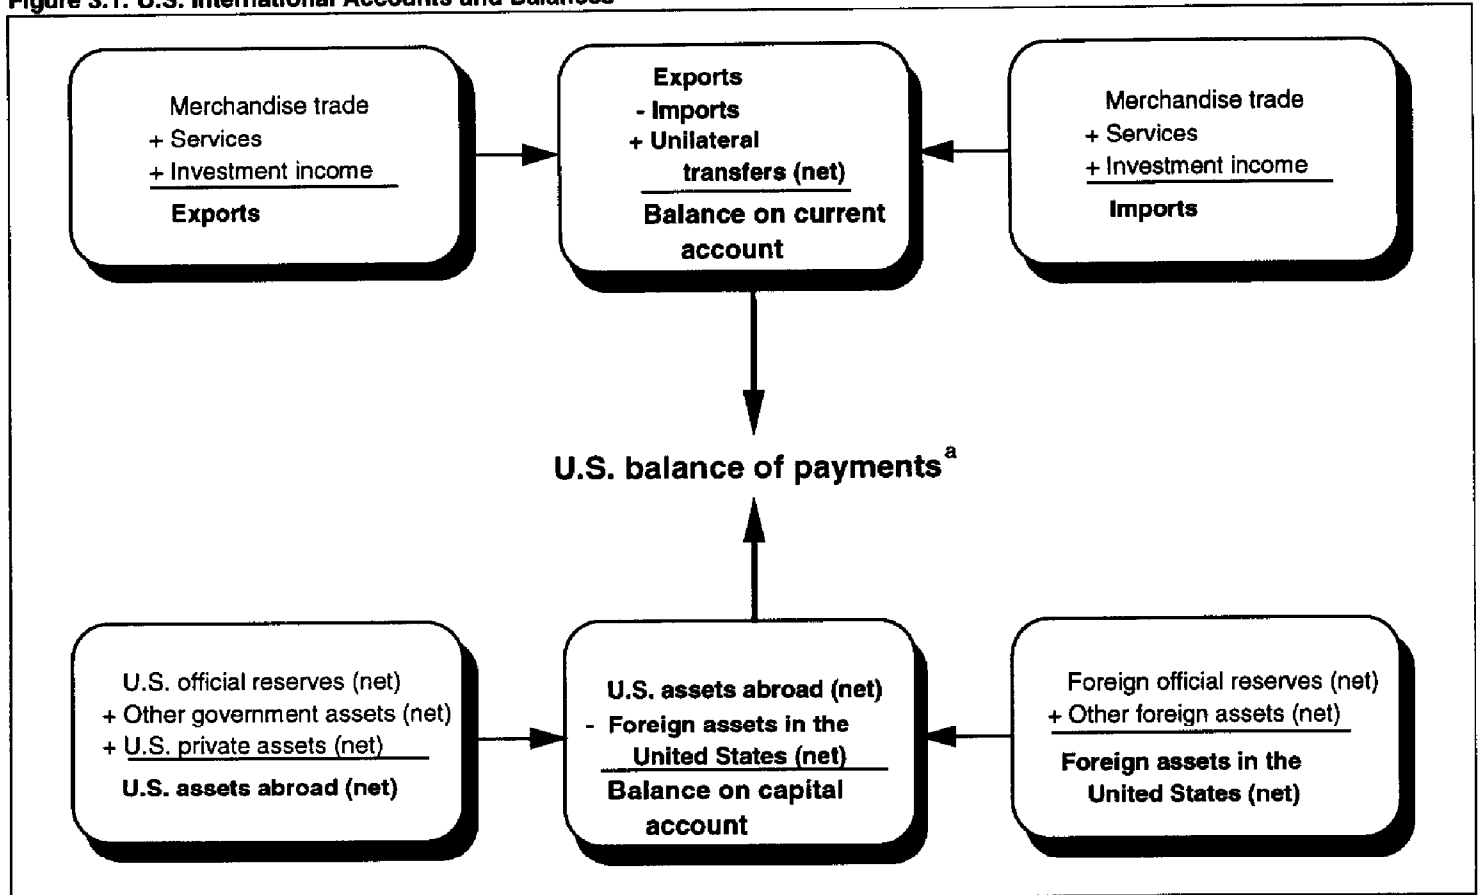 Figure 3.1: U.S. International Accounts and Balances
Merchandise trade
+ Services
+ Investment income
Exports
Exports
- Imports
+ Unilateral
transfers (net)
Balance on current
account
Merchandise trade
+ Services
+ Investment income
Imports
U.S. balance of payments a
U.S. official reserves (net)
+ Other government assets (net)
+ U.S. private assets (net)
U.S. assets abroad (net)
U.S. assets abroad (net)
- Foreign assets in the
United States (net)
Balance on capital
account
Foreign official reserves (net)
+ Other foreign assets (net)
Foreign assets in the
United States (net)